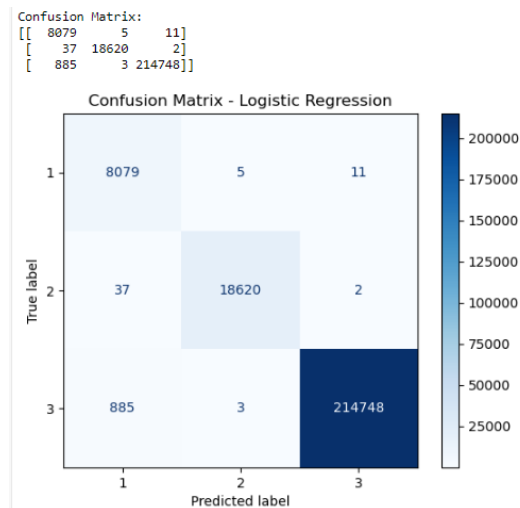 Confusion Matrix:
[[  8079      5     11]
 [    37  18620      2]
 [   885      3 214748]]
Confusion Matrix - Logistic Regression
1 8079 5 11
2 37 18620 2
3 885 3 214748
1 2 3
Predicted label
True label
200000
175000
150000
125000
100000
75000
50000
25000